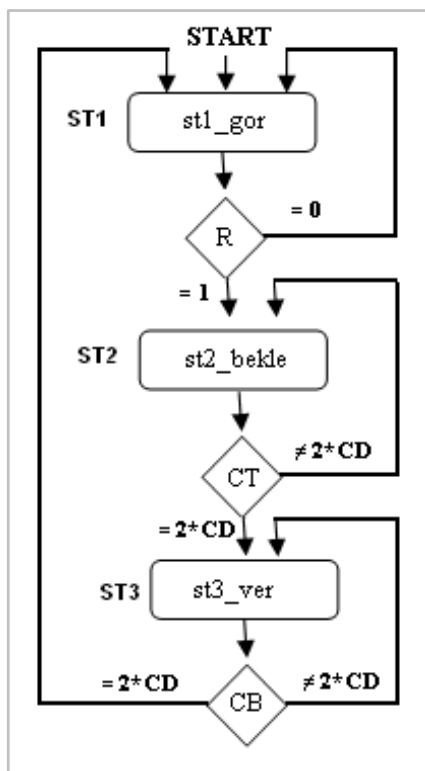 START
ST1
st1_gor
R
= 0
= 1
ST2
st2_bekle
CT
≠ 2* CD
= 2* CD
ST3
st3_ver
CB
= 2* CD
≠ 2* CD